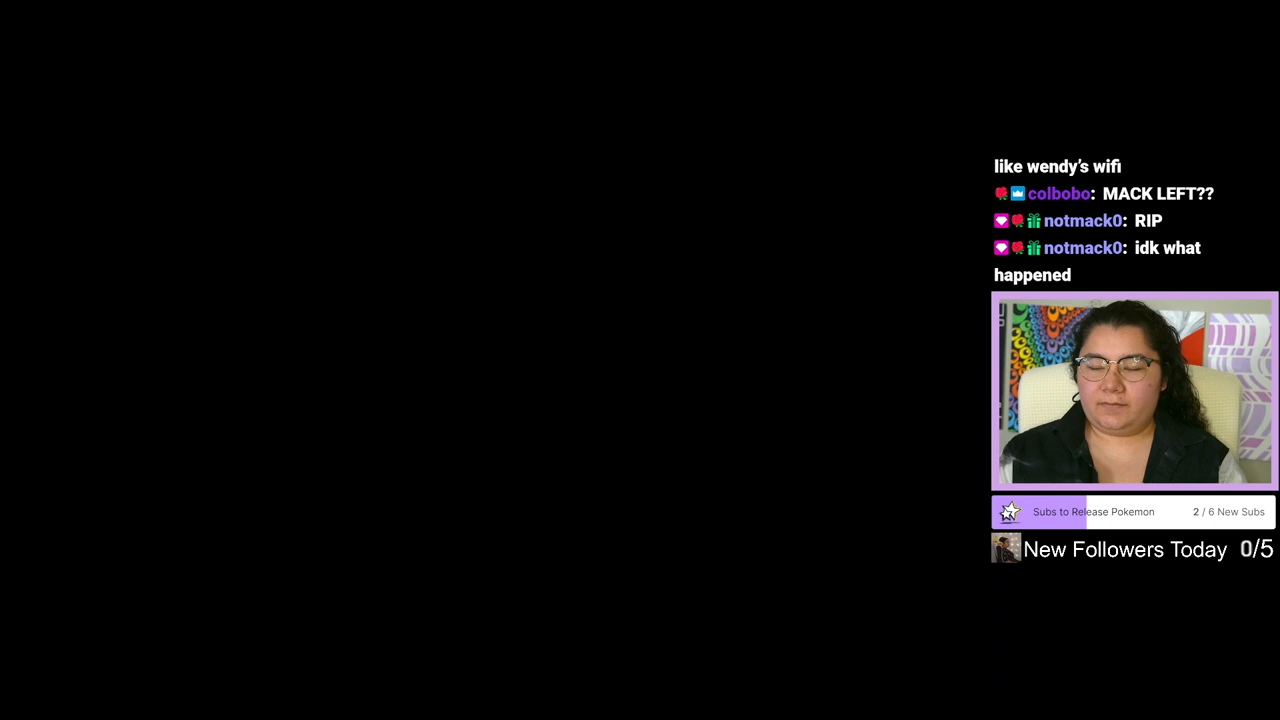 like wendy’s wifi
colbobo: MACK LEFT??
notmack0: RIP
notmack0: idk what
happened
Subs to Release Pokemon 2 / 6 New Subs
New Followers Today 0/5